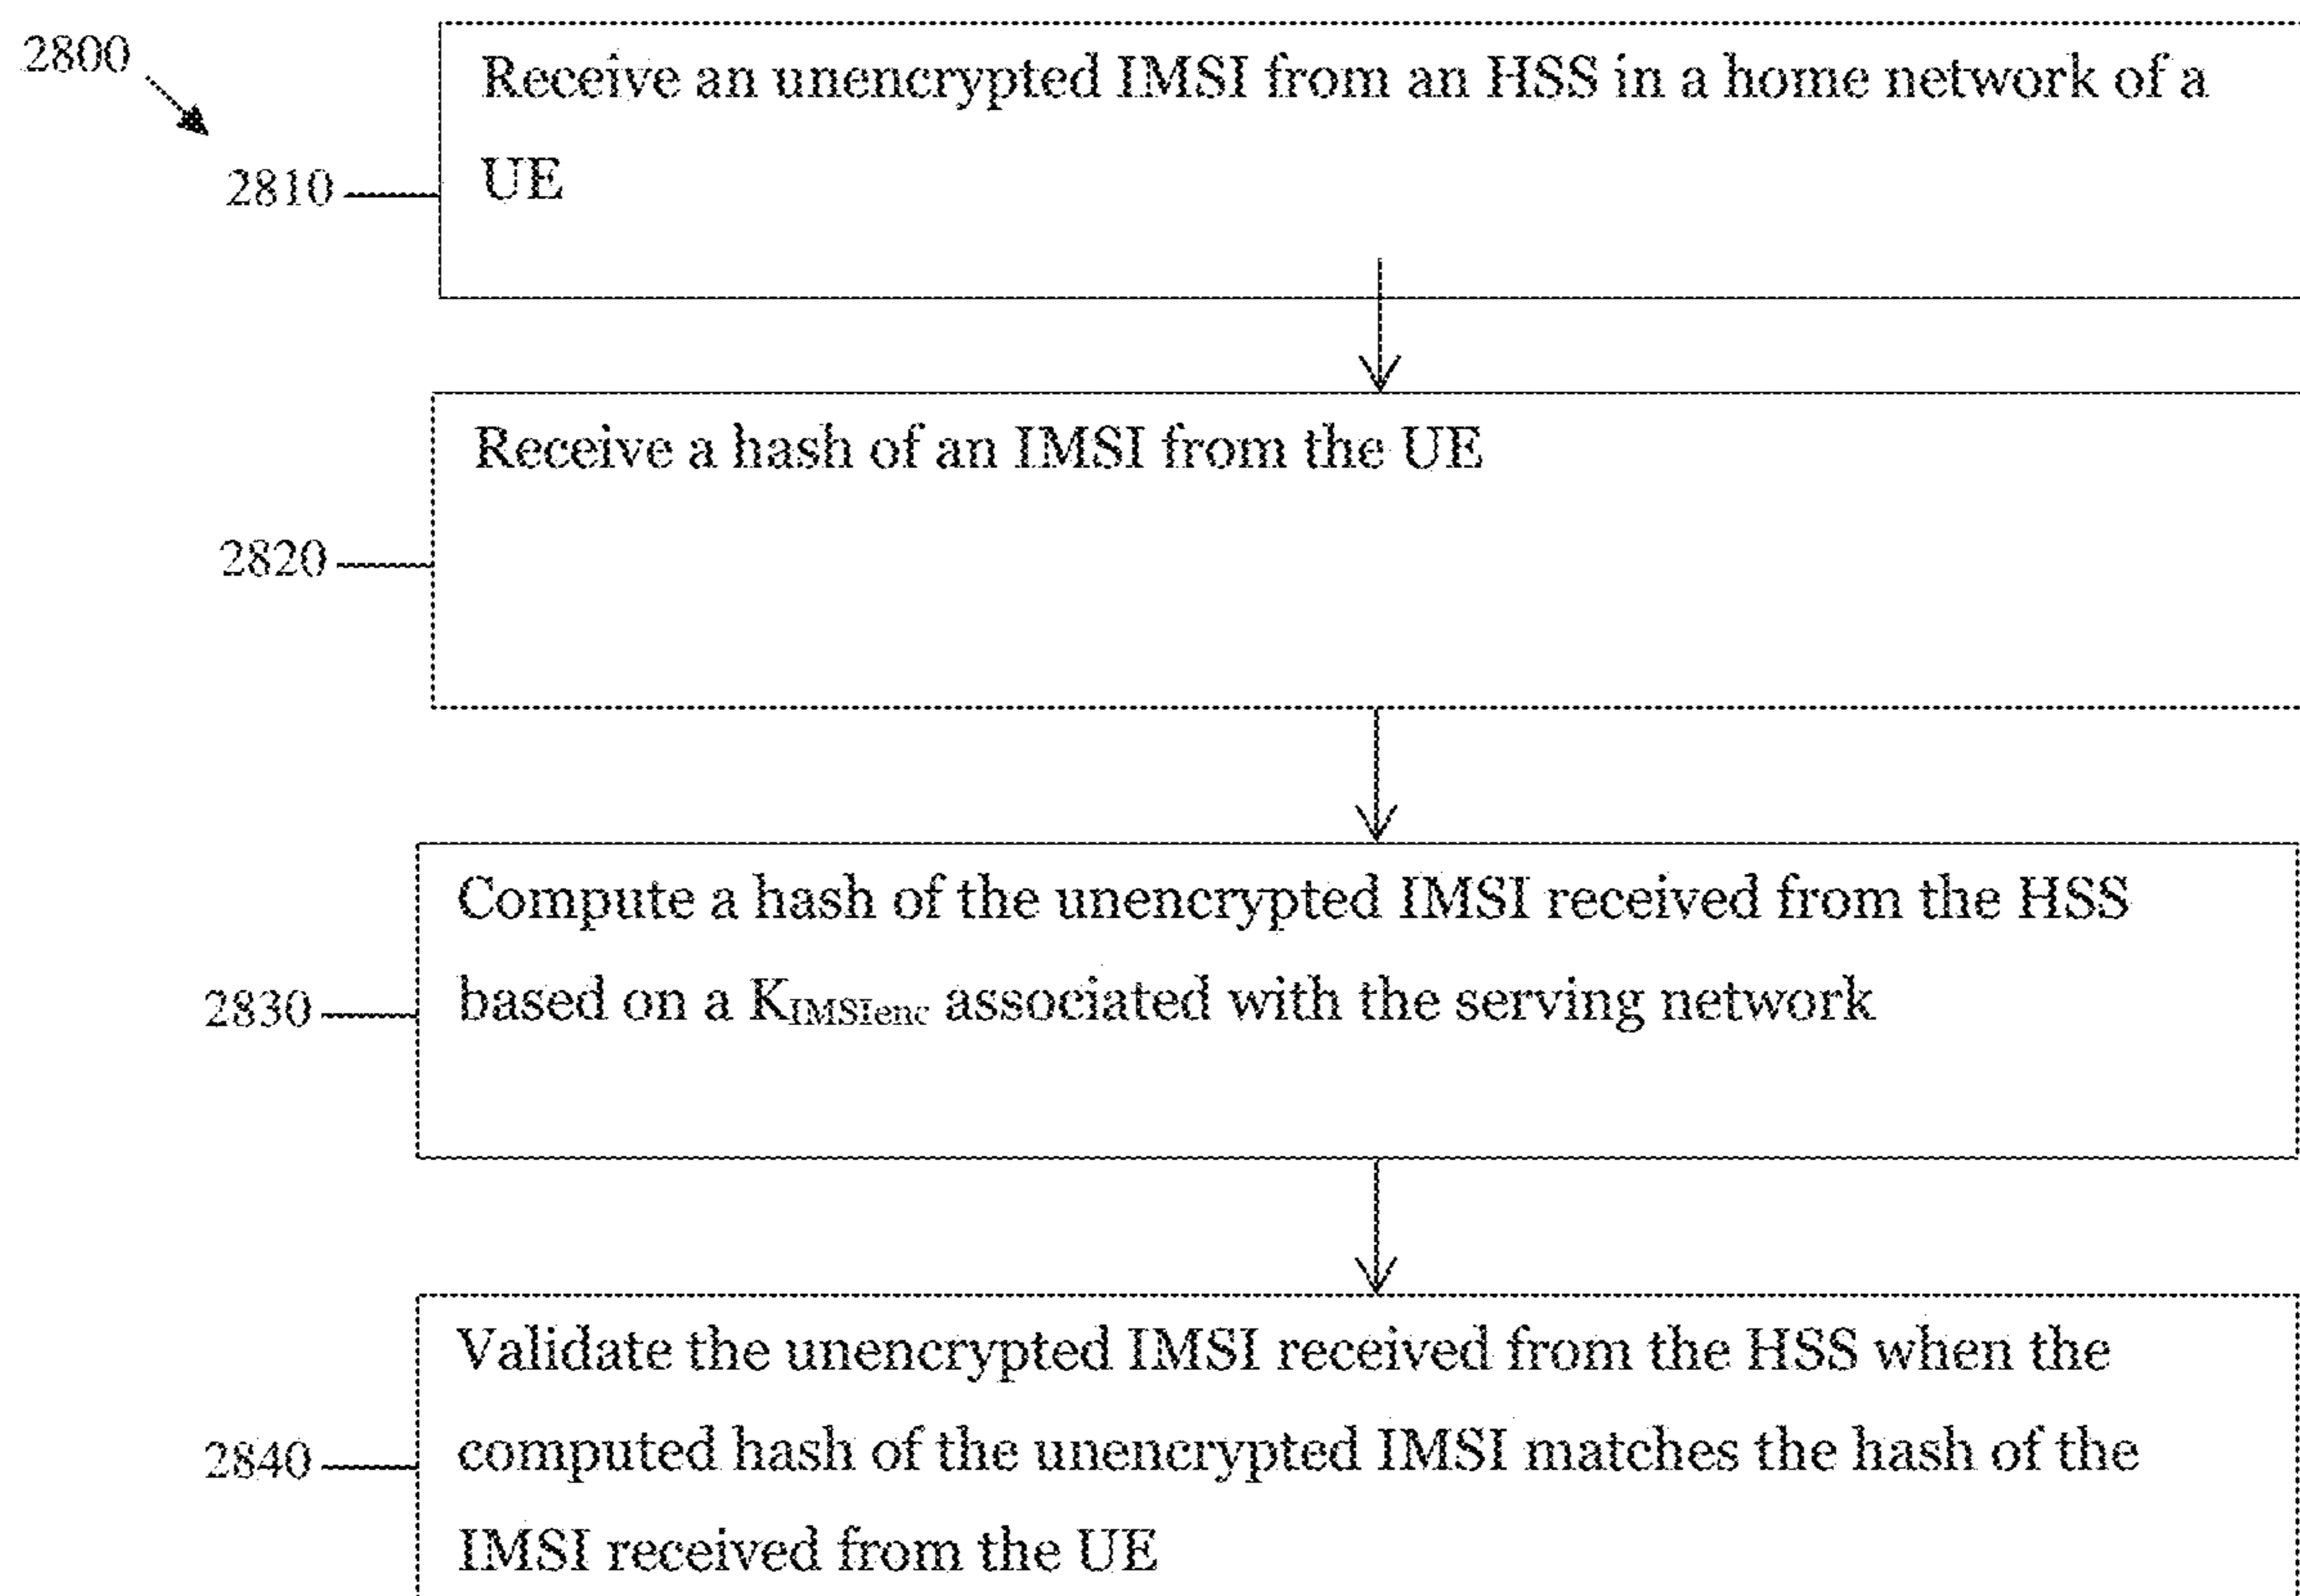 2800
Receive an unencrypted IMSI from an HSS in a home network of a
UE
2810
Receive a hash of an IMSI from the UE
2820
Compute a hash of the unencrypted IMSI received from the HSS
based on a KIMSIenc associated with the serving network
2830
Validate the unencrypted IMSI received from the HSS when the
computed hash of the unencrypted IMSI matches the hash of the
2840
IMSI received from the UE